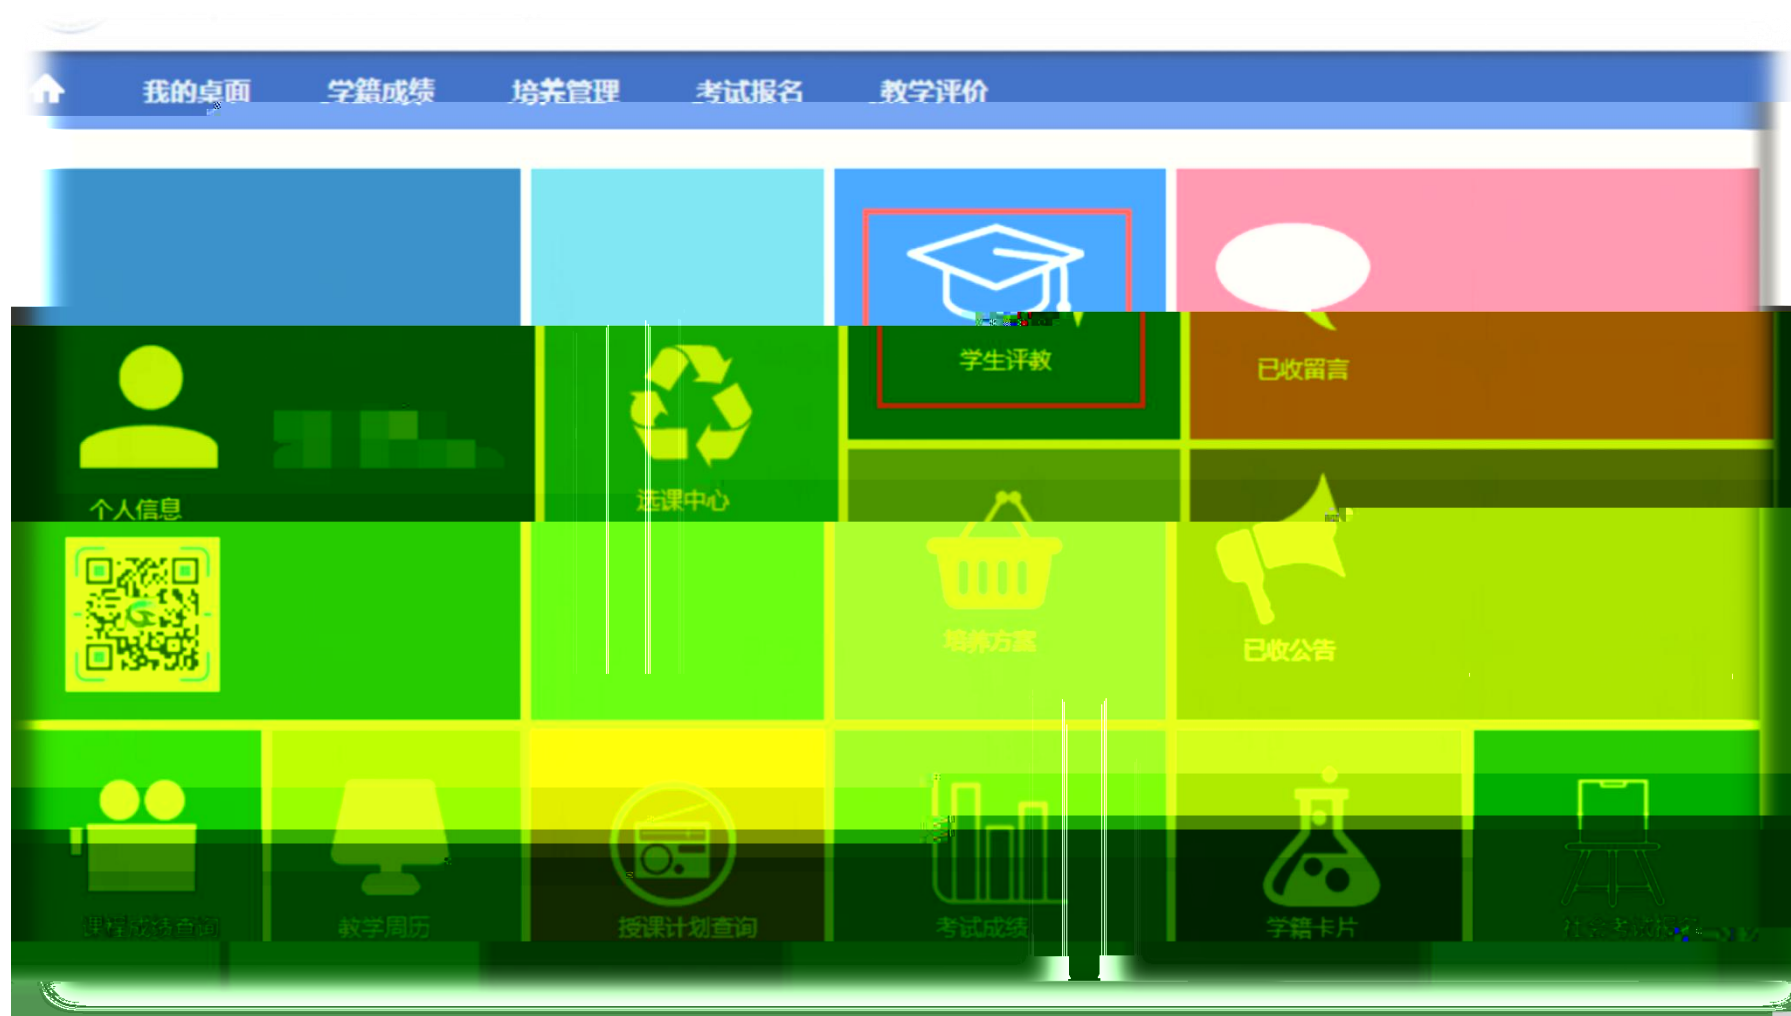 我的桌面 学籍成绩 培养管理 考试报名 教学评价
学生评教
已收留言
个人信息
选课中心
培养方案
已收公告
课程成绩查询 教学周历 授课计划查询 考试成绩 学籍卡片